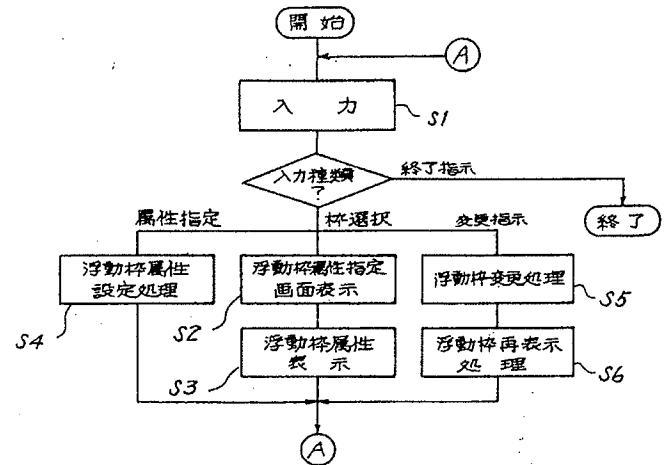 開始
A
入力
S1
入力種類
?
終了指示
終了
属性指定
枠選択
変更指示
浮動枠属性
設定処理
S4
浮動枠属性指定
画面表示
S2
浮動枠変更処理
S5
浮動枠属性
表示
S3
浮動枠再表示
処理
S6
A